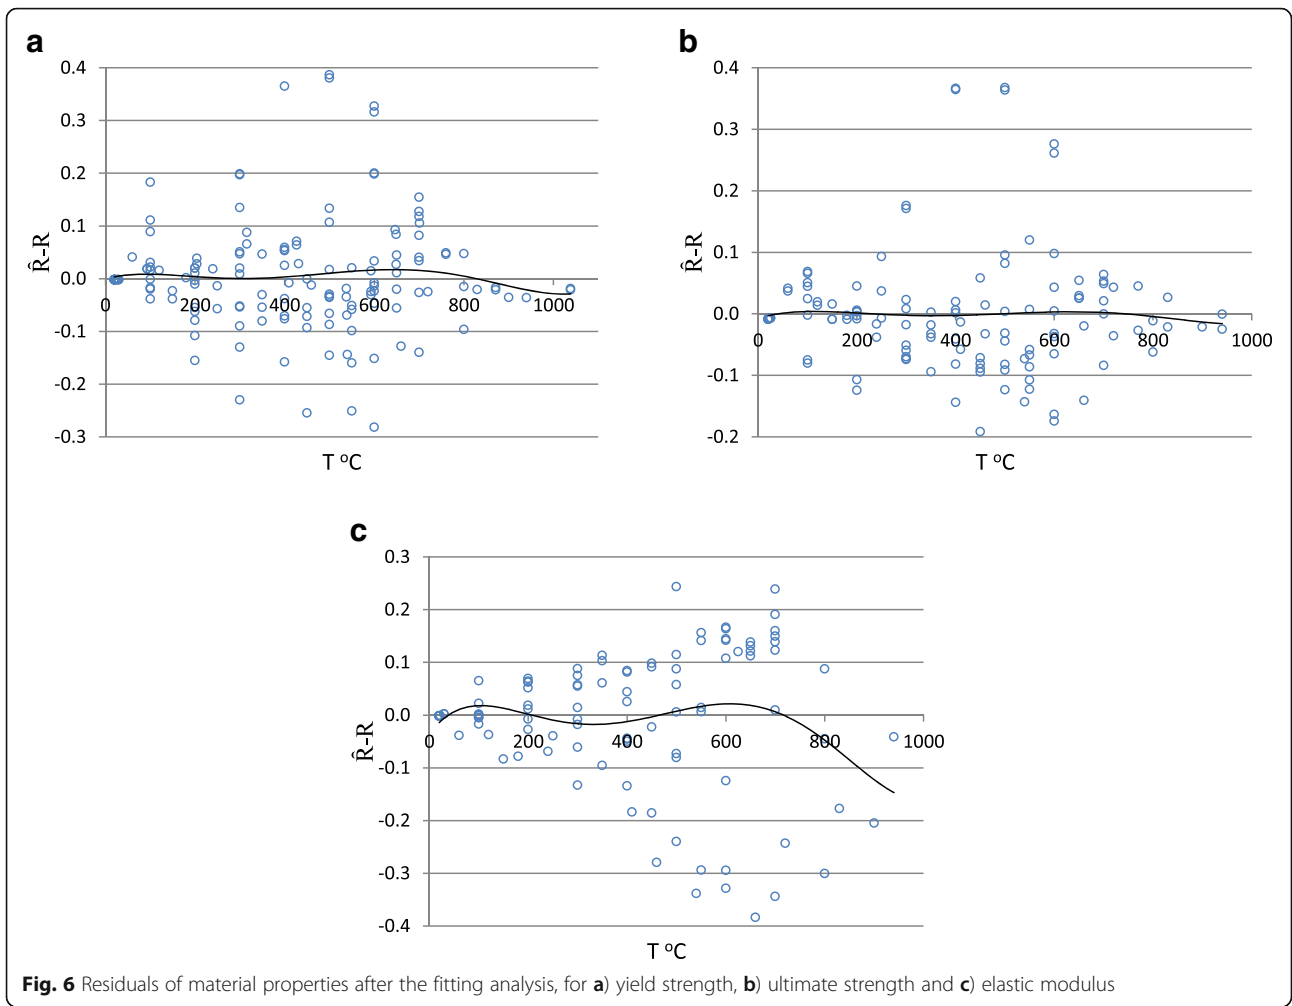 a
0.4
0.3
0.2
0.1
0.0
-0.1
-0.2
-0.3
R̂-R
0 200 400 600 800 1000
T ºC
b
0.4
0.3
0.2
0.1
0.0
-0.1
-0.2
R̂-R
0 200 400 600 800 1000
T ºC
c
0.3
0.2
0.1
0.0
-0.1
-0.2
-0.3
-0.4
R̂-R
0 200 400 600 800 1000
T ºC
Fig. 6 Residuals of material properties after the fitting analysis, for a) yield strength, b) ultimate strength and c) elastic modulus